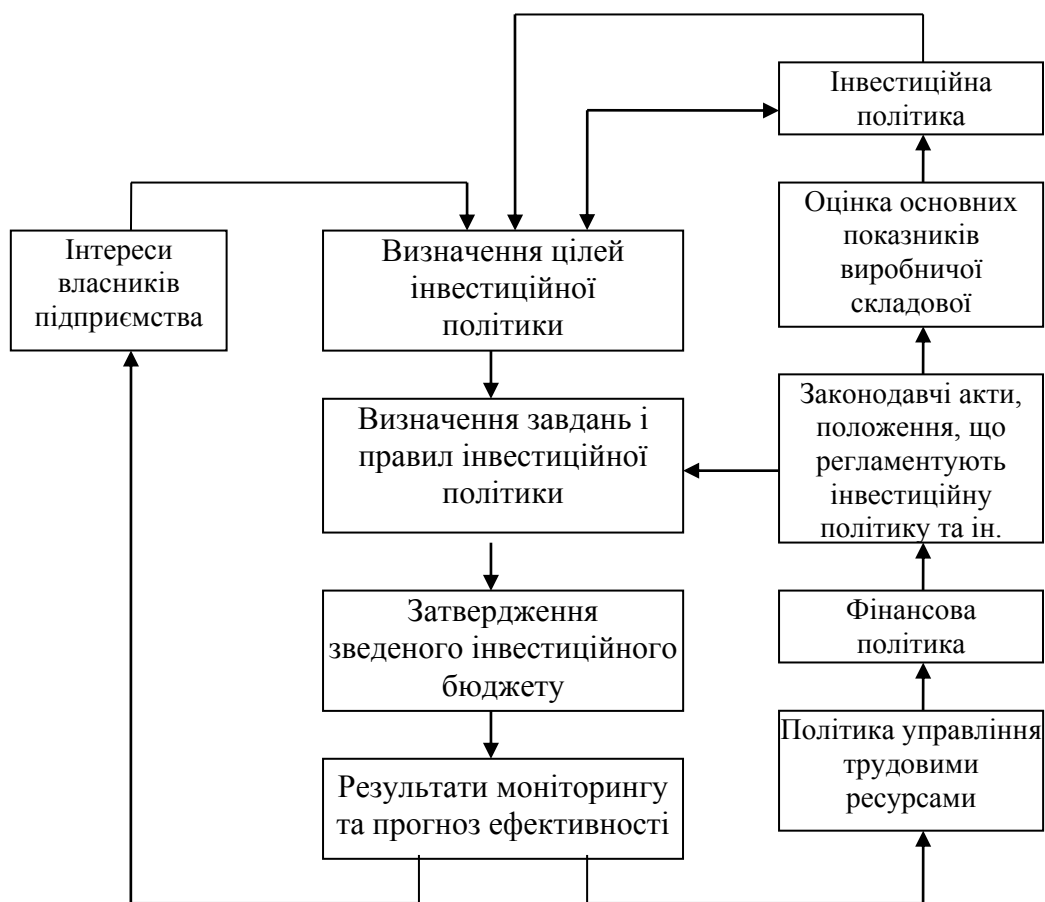 Інвестиційна
політика
Оцінка основних
показників
виробничої
складової
Інтереси
власників
підприємства
Визначення цілей
інвестиційної
політики
Законодавчі акти,
положення, що
регламентують
інвестиційну
політику та ін.
Визначення завдань і
правил інвестиційної
політики
Затвердження
зведеного інвестиційного
бюджету
Фінансова
політика
Політика управління
трудовими
ресурсами
Результати моніторингу
та прогноз ефективності